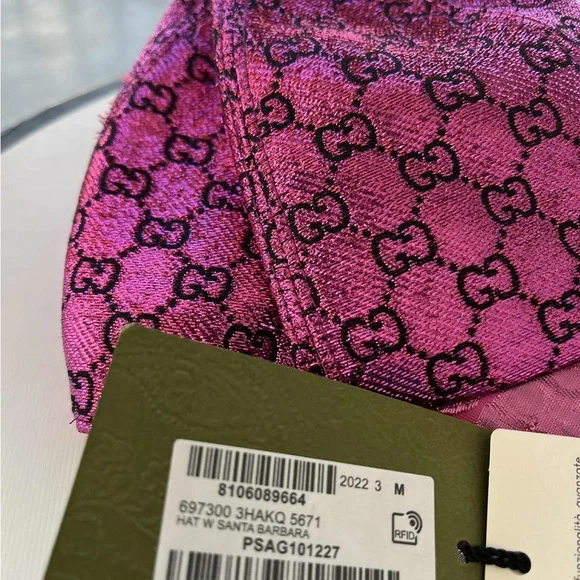 8106089664
2022 3 M
697300 3HAKQ 5671
HAT W SANTA BARBARA
PSAG101227
RFID